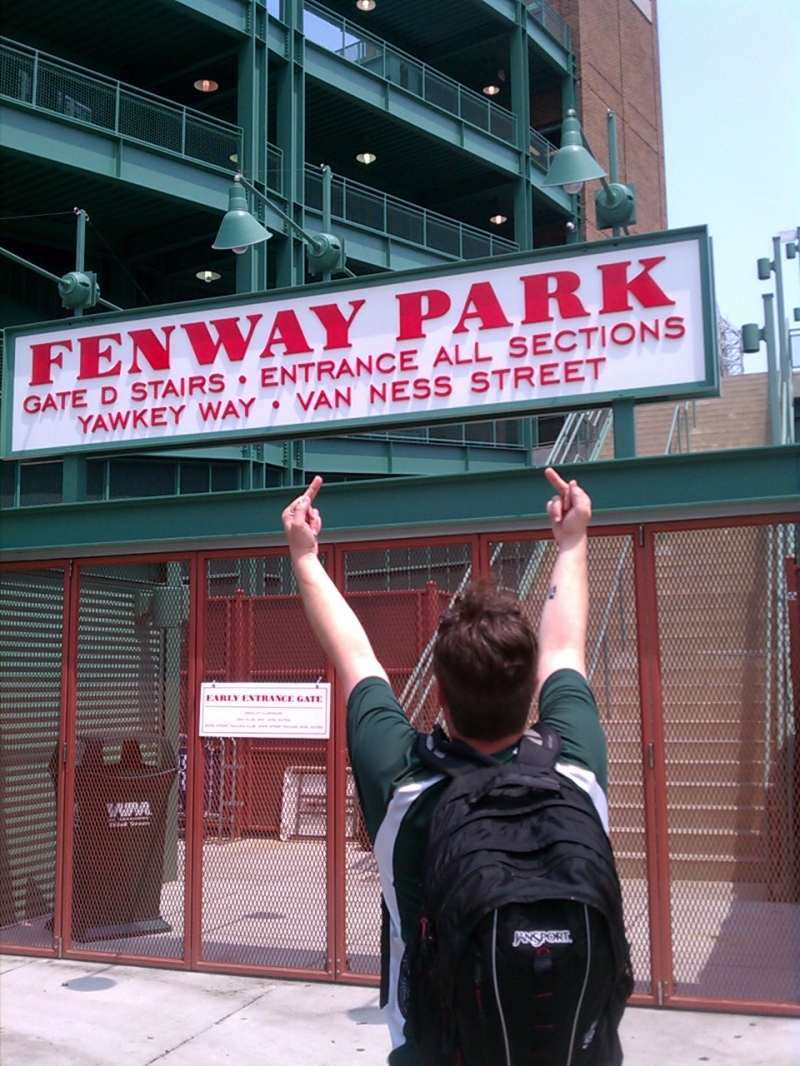 FENWAY PARK
GATE D STAIRS • ENTRANCE ALL SECTIONS
YAWKEY WAY • VAN NESS STREET
EARLY ENTRANCE GATE
JANSPORT